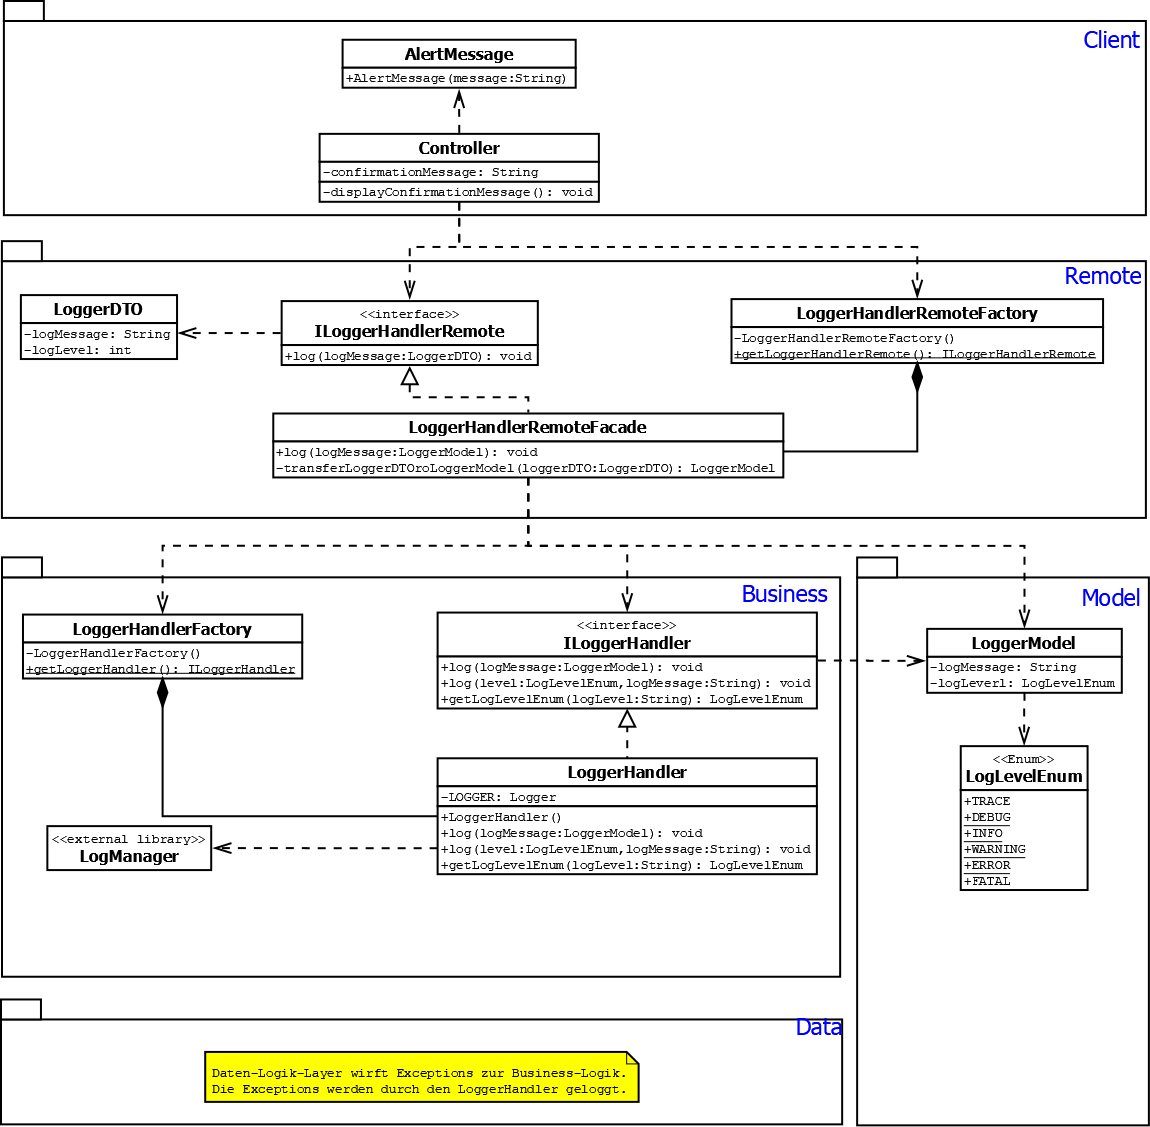 Client
AlertMessage
+AlertMessage(message:String)
Controller
-confirmationMessage: String
-displayConfirmationMessage(): void
Remote
LoggerDTO
-logMessage: String
-logLevel: int
<<interface>>
ILoggerHandlerRemote
+log(logMessage:LoggerDTO): void
LoggerHandlerRemoteFactory
-LoggerHandlerRemoteFactory()
+getLoggerHandlerRemote(): ILoggerHandlerRemote
LoggerHandlerRemoteFacade
+log(logMessage:LoggerModel): void
-transferLoggerDTOroLoggerModel(loggerDTO:LoggerDTO): LoggerModel
Business
LoggerHandlerFactory
-LoggerHandlerFactory()
+getLoggerHandler(): ILoggerHandler
<<interface>>
ILoggerHandler
+log(logMessage:LoggerModel): void
+log(level:LogLevelEnum,logMessage:String): void
+getLogLevelEnum(logLevel:String): LogLevelEnum
LoggerHandler
-LOGGER: Logger
+LoggerHandler()
+log(logMessage:LoggerModel): void
+log(level:LogLevelEnum,logMessage:String): void
+getLogLevelEnum(logLevel:String): LogLevelEnum
<<external library>>
LogManager
Model
LoggerModel
-logMessage: String
-logLeverl: LogLevelEnum
<<Enum>>
LogLevelEnum
+TRACE
+DEBUG
+INFO
+WARNING
+ERROR
+FATAL
Data
Daten-Logik-Layer wirft Exceptions zur Business-Logik.
Die Exceptions werden durch den LoggerHandler geloggt.